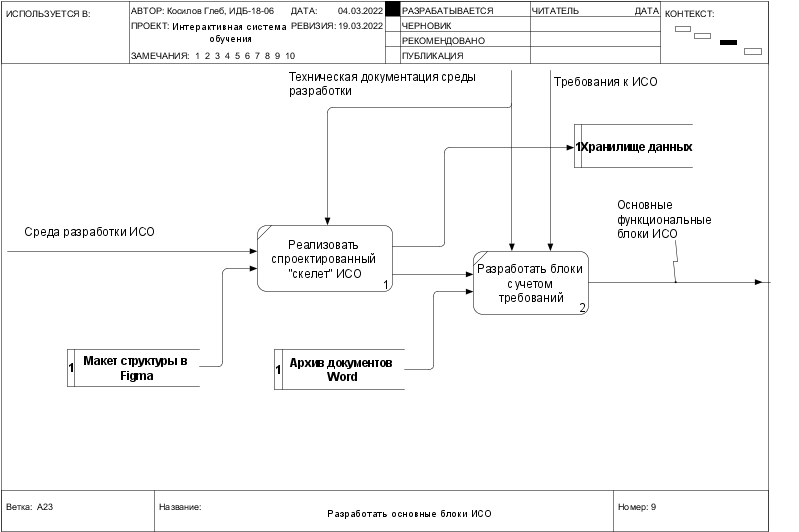 ИСПОЛЬЗУЕТСЯ В:
АВТОР: Косилов Глеб, ИДБ-18-06
ДАТА: 04.03.2022
ПРОЕКТ: Интерактивная система обучения
РЕВИЗИЯ: 19.03.2022
ЗАМЕЧАНИЯ: 1 2 3 4 5 6 7 8 9 10
РАЗРАБАТЫВАЕТСЯ
ЧЕРНОВИК
РЕКОМЕНДОВАНО
ПУБЛИКАЦИЯ
ЧИТАТЕЛЬ
ДАТА
КОНТЕКСТ:
Техническая документация среды
разработки
Требования к ИСО
1 Хранилище данных
Основные
функциональные
блоки ИСО
Среда разработки ИСО
Реализовать
спроектированный
"скелет" ИСО
1
Разработать блоки
с учетом
требований
2
1 Макет структуры в
Figma
1 Архив документов
Word
Ветка: A23
Название:
Разработать основные блоки ИСО
Номер: 9